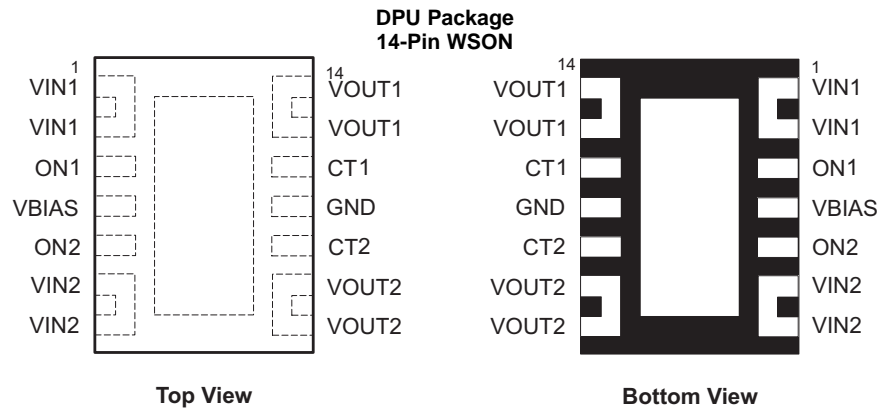 DPU Package
14-Pin WSON
1
VIN1
VIN1
ON1
VBIAS
ON2
VIN2
VIN2
14
VOUT1
VOUT1
CT1
GND
CT2
VOUT2
VOUT2
Top View
14
VOUT1
VOUT1
CT1
GND
CT2
VOUT2
VOUT2
1
VIN1
VIN1
ON1
VBIAS
ON2
VIN2
VIN2
Bottom View